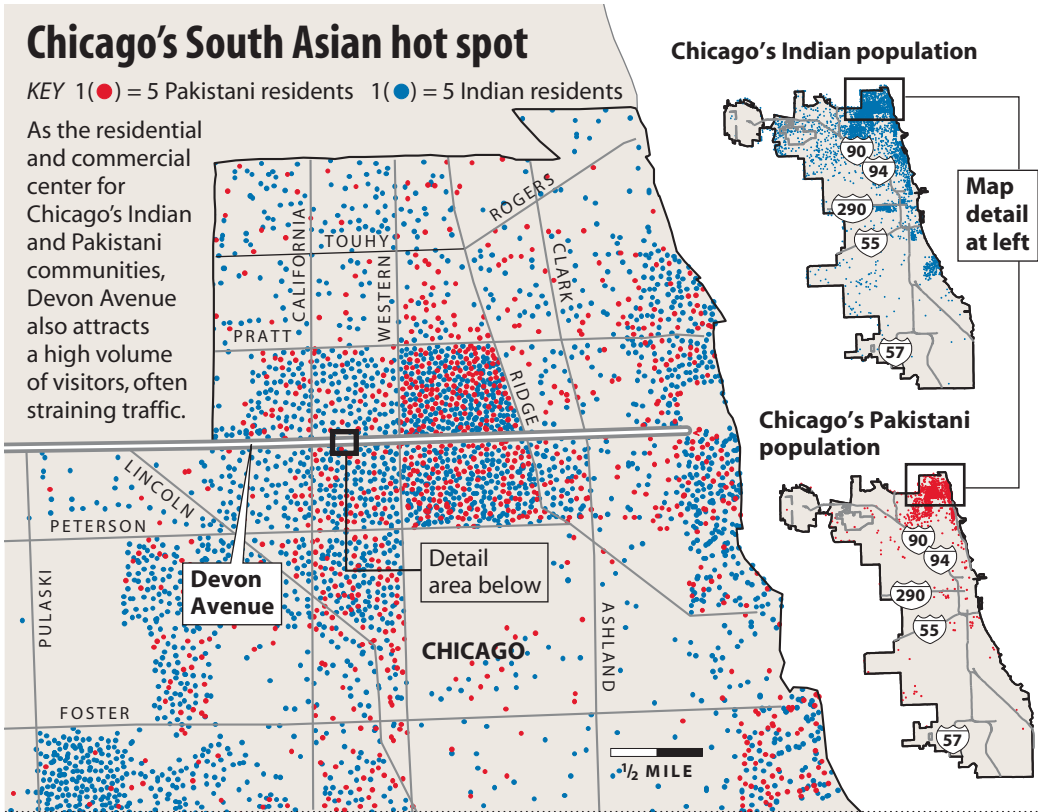 Chicago's South Asian hot spot
KEY 1(●) = 5 Pakistani residents 1(●) = 5 Indian residents
As the residential
and commercial
center for
Chicago's Indian
and Pakistani
communities,
Devon Avenue
also attracts
a high volume
of visitors, often
straining traffic.
CALIFORNIA
TOUHY
WESTERN
ROGERS
CLARK
PRATT
RIDGE
LINCOLN
PETERSON
PULASKI
Devon
Avenue
Detail
area below
CHICAGO
ASHLAND
FOSTER
1/2 MILE
Chicago's Indian population
90
94
290
55
57
Map
detail
at left
Chicago's Pakistani
population
90
94
290
55
57